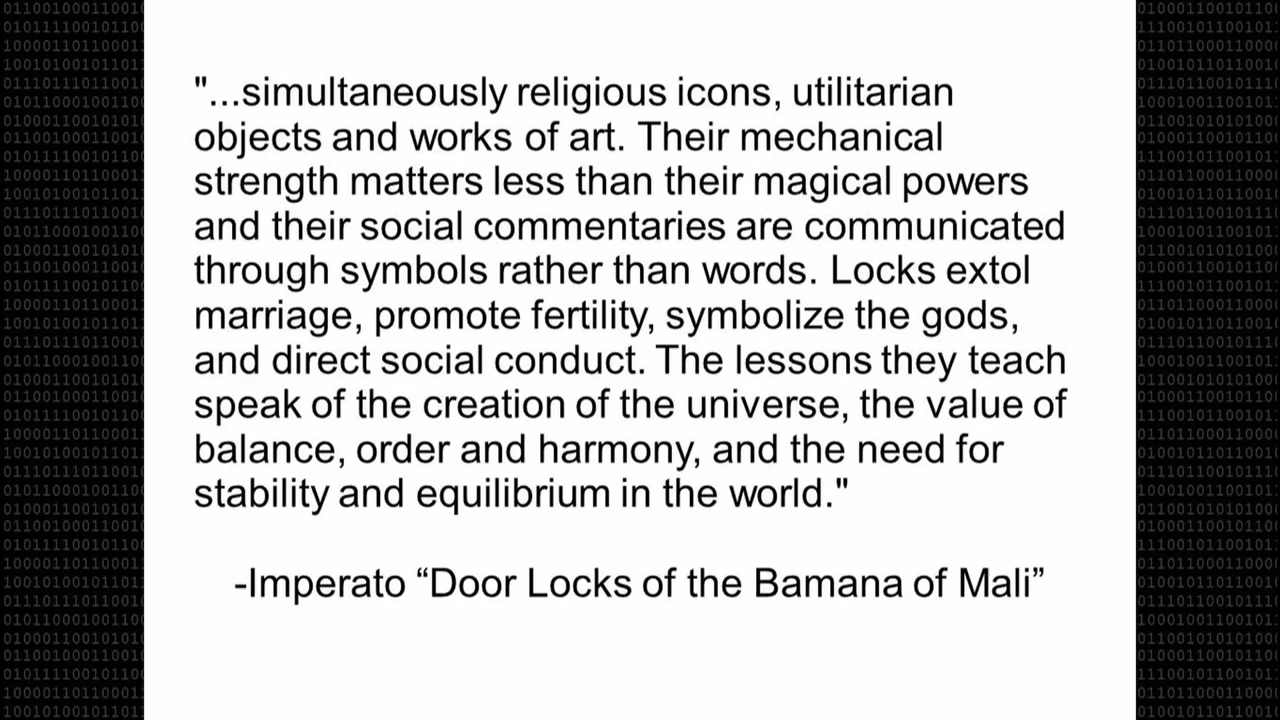 "...simultaneously religious icons, utilitarian
objects and works of art. Their mechanical
strength matters less than their magical powers
and their social commentaries are communicated
through symbols rather than words. Locks extol
marriage, promote fertility, symbolize the gods,
and direct social conduct. The lessons they teach
speak of the creation of the universe, the value of
balance, order and harmony, and the need for
stability and equilibrium in the world."
-Imperato “Door Locks of the Bamana of Mali”